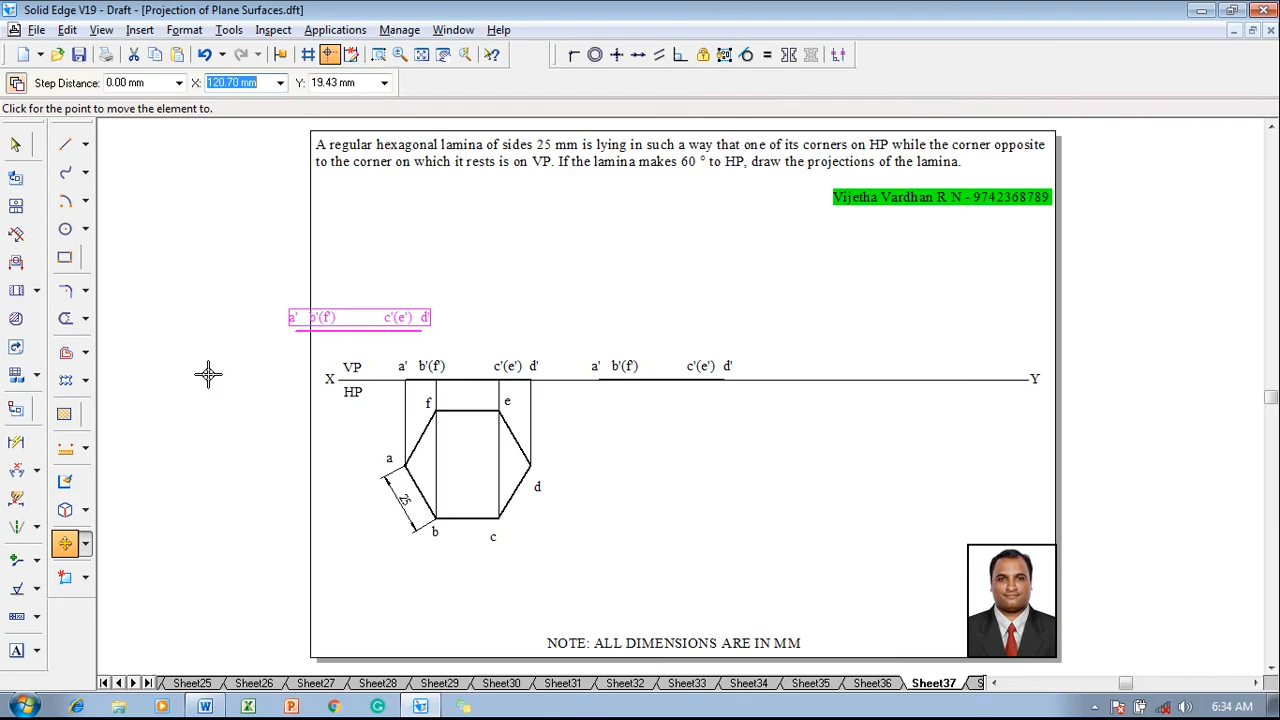 Solid Edge V19 - Draft - [Projection of Plane Surfaces.dft]
File Edit View Insert Format Tools Inspect Applications Manage Window Help
Step Distance: 0.00 mm X: 120.70 mm Y: 19.43 mm
Click for the point to move the element to.
A regular hexagonal lamina of sides 25 mm is lying in such a way that one of its corners on HP while the corner opposite
to the corner on which it rests is on VP. If the lamina makes 60 ° to HP, draw the projections of the lamina.
Vijetha Vardhan R N - 9742368789
a' b'(f') c'(e') d'
VP a' b'(f') c'(e') d' a' b'(f') c'(e') d'
X Y
HP
f e
a
d
25
b c
NOTE: ALL DIMENSIONS ARE IN MM
Sheet25 Sheet26 Sheet27 Sheet28 Sheet29 Sheet30 Sheet31 Sheet32 Sheet33 Sheet34 Sheet35 Sheet36 Sheet37 S
6:34 AM